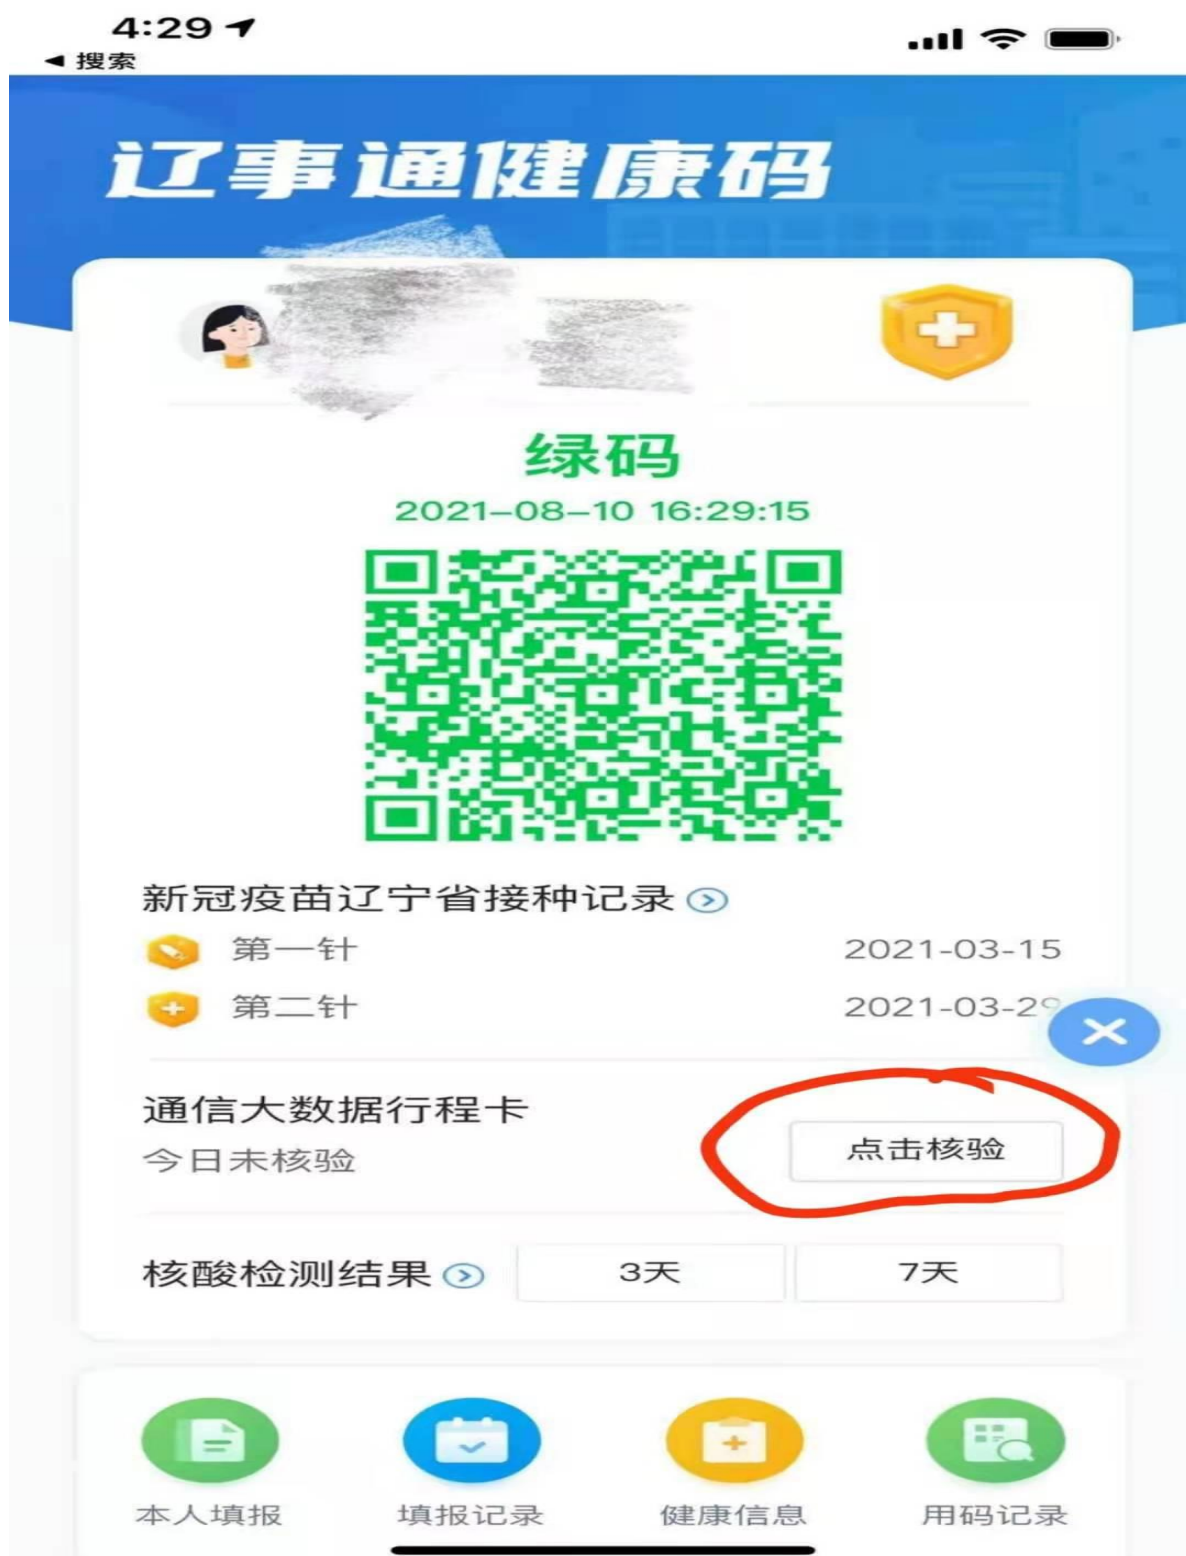 4:29
搜索
辽事通健康码
绿码
2021-08-10 16:29:15
新冠疫苗辽宁省接种记录
第一针 2021-03-15
第二针 2021-03-29
通信大数据行程卡
今日未核验
点击核验
核酸检测结果 3天 7天
本人填报 填报记录 健康信息 用码记录